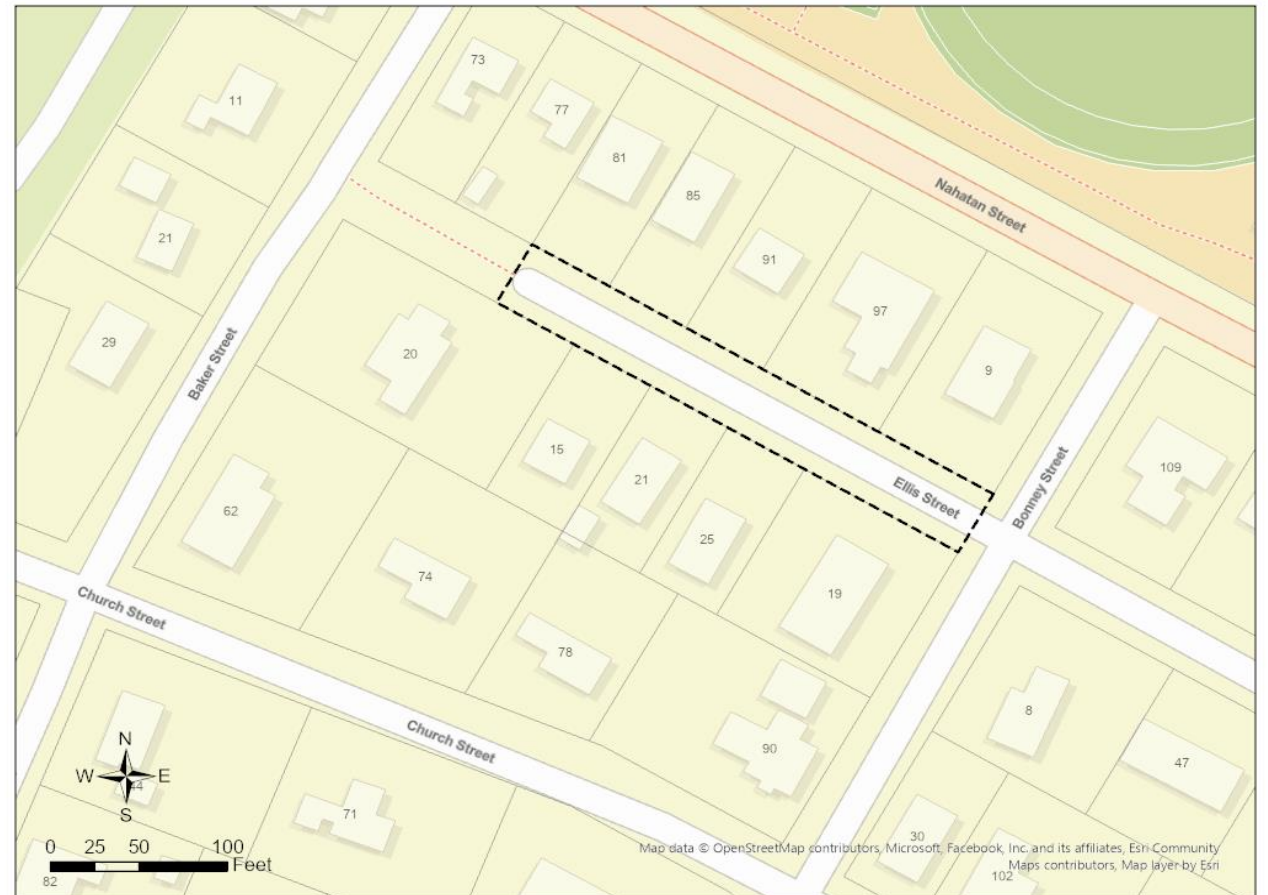 73
11
77
81
85
Nahatan Street
21
91
97
29
20
9
Baker Street
15
21
Ellis Street
Bonney Street
109
62
25
74
19
Church Street
78
8
Church Street
90
47
N
W E
S
44
71
30
0 25 50 100
Feet
82
102
Map data © OpenStreetMap contributors, Microsoft, Facebook, Inc. and its affiliates, Esri Community
Maps contributors, Map layer by Esri